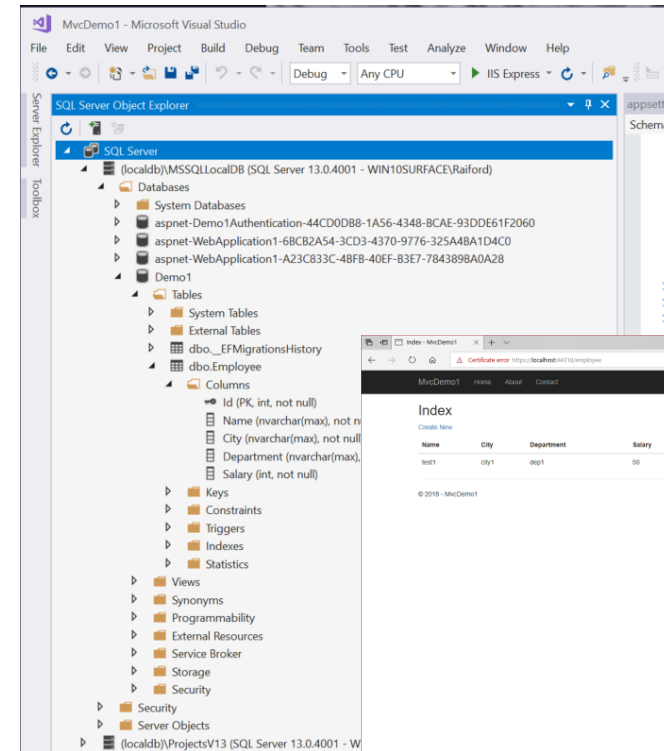 MvcDemo1 - Microsoft Visual Studio
File Edit View Project Build Debug Team Tools Test Analyze Window Help
Debug Any CPU IIS Express
Server Explorer
Toolbox
SQL Server Object Explorer
SQL Server
(localdb)\MSSQLLocalDB (SQL Server 13.0.4001 - WIN10SURFACE\Raiford)
Databases
System Databases
aspnet-Demo1Authentication-44CD0DB8-1A56-4348-BCAE-93DDE61F2060
aspnet-WebApplication1-6BCB2A54-3CD3-4370-9776-325A4BA1D4C0
aspnet-WebApplication1-A23C833C-4BFB-40EF-B3E7-784389BA0A28
Demo1
Tables
System Tables
External Tables
dbo.__EFMigrationsHistory
dbo.Employee
Columns
Id (PK, int, not null)
Name (nvarchar(max), not n
City (nvarchar(max), not null
Department (nvarchar(max),
Salary (int, not null)
Keys
Constraints
Triggers
Indexes
Statistics
Views
Synonyms
Programmability
External Resources
Service Broker
Storage
Security
Security
Server Objects
(localdb)\ProjectsV13 (SQL Server 13.0.4001 - W
appsett
Schema
Index - MvcDemo1
Certificate error https://localhost:44318/employee
MvcDemo1 Home About Contact
Index
Create New
Name City Department Salary
test1 city1 dep1 50
© 2018 - MvcDemo1